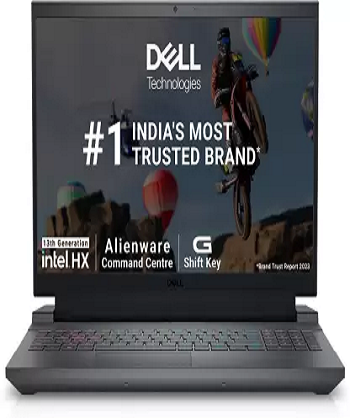 DELL
Technologies
#1 INDIA'S MOST
TRUSTED BRAND*
13th Generation
intel HX
Alienware
Command Centre
G
Shift Key
*Brand Trust Report 2023
DELL